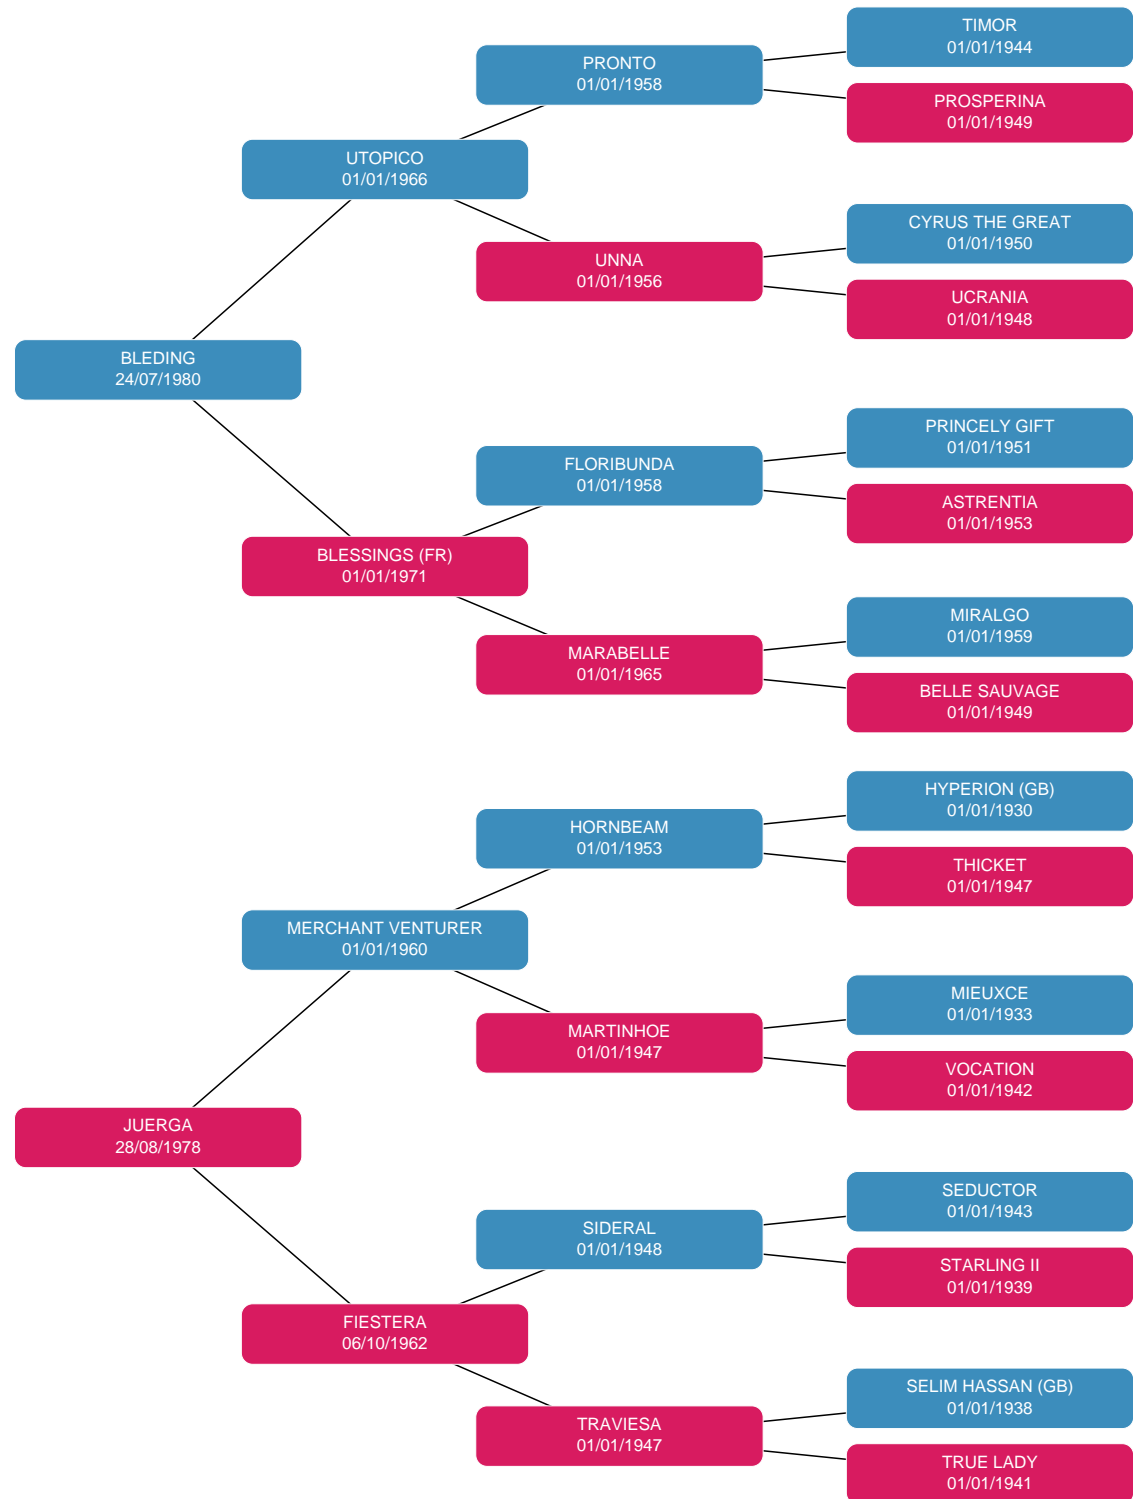 TIMOR
01/01/1944
PRONTO
01/01/1958
PROSPERINA
01/01/1949
UTOPICO
01/01/1966
CYRUS THE GREAT
01/01/1950
UNNA
01/01/1956
UCRANIA
01/01/1948
BLEDING
24/07/1980
PRINCELY GIFT
01/01/1951
FLORIBUNDA
01/01/1958
ASTRENTIA
01/01/1953
BLESSINGS (FR)
01/01/1971
MIRALGO
01/01/1959
MARABELLE
01/01/1965
BELLE SAUVAGE
01/01/1949
HYPERION (GB)
01/01/1930
HORNBEAM
01/01/1953
THICKET
01/01/1947
MERCHANT VENTURER
01/01/1960
MIEUXCE
01/01/1933
MARTINHOE
01/01/1947
VOCATION
01/01/1942
JUERGA
28/08/1978
SEDUCTOR
01/01/1943
SIDERAL
01/01/1948
STARLING II
01/01/1939
FIESTERA
06/10/1962
SELIM HASSAN (GB)
01/01/1938
TRAVIESA
01/01/1947
TRUE LADY
01/01/1941